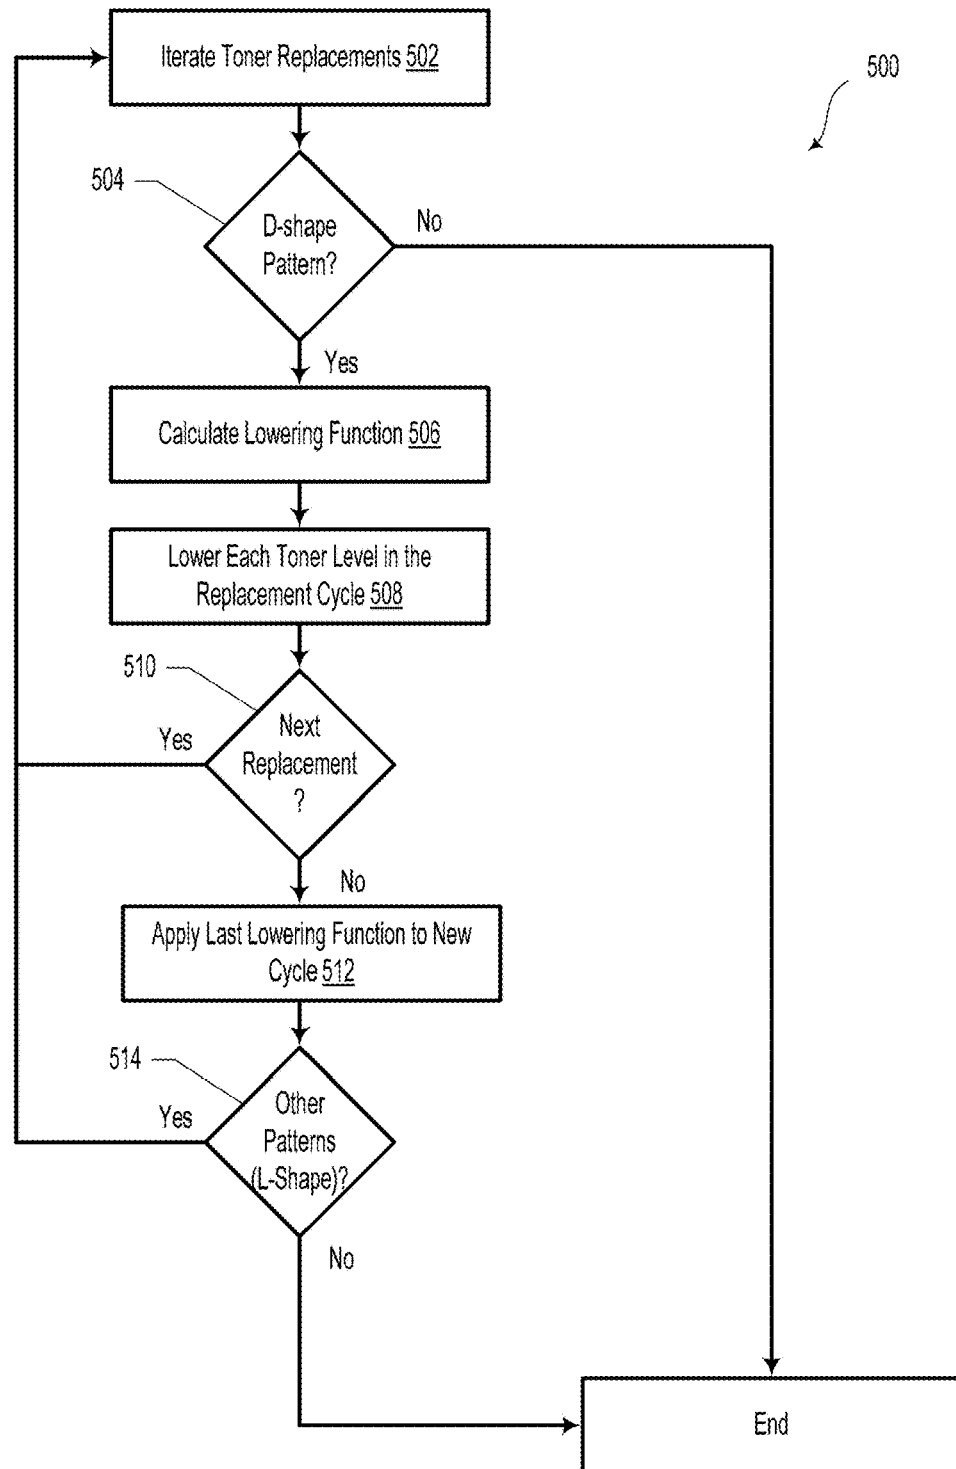 Iterate Toner Replacements 502
500
504
D-shape
Pattern?
No
Yes
Calculate Lowering Function 506
Lower Each Toner Level in the
Replacement Cycle 508
510
Yes
Next
Replacement
?
No
Apply Last Lowering Function to New
Cycle 512
514
Yes
Other
Patterns
(L-Shape)?
No
End